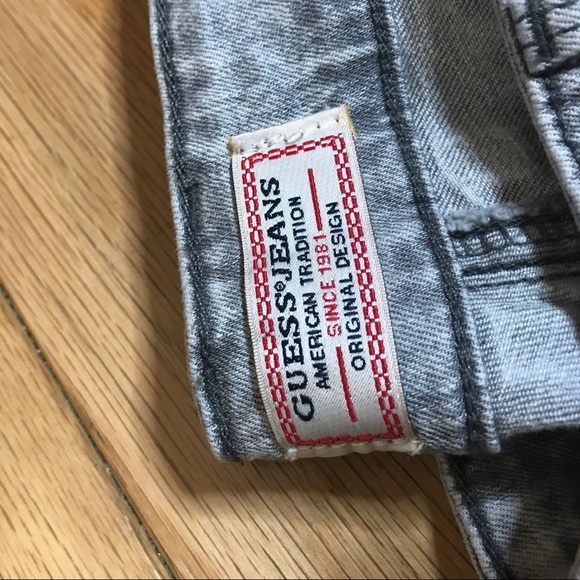 GUESS®JEANS
AMERICAN TRADITION
SINCE 1981
ORIGINAL DESIGN